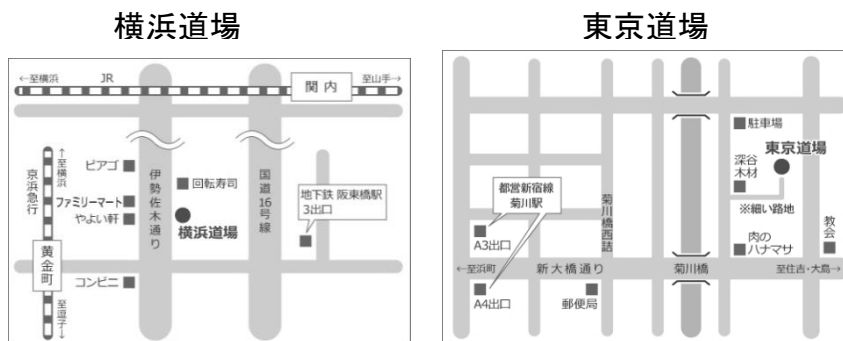 横浜道場
←至横浜
JR
関内
至山手→
京浜急行
←至横浜
黄金町
至逗子→
ピアゴ
ファミリーマート
やよい軒
コンビニ
伊勢佐木通り
回転寿司
横浜道場
国道16号線
地下鉄 阪東橋駅
3出口
東京道場
駐車場
東京道場
深谷
木材
※細い路地
都営新宿線
菊川駅
菊川橋西詰
A3出口
肉の
ハナマサ
教会
←至浜町
新大橋通り
菊川橋
至住吉・大島→
A4出口
郵便局